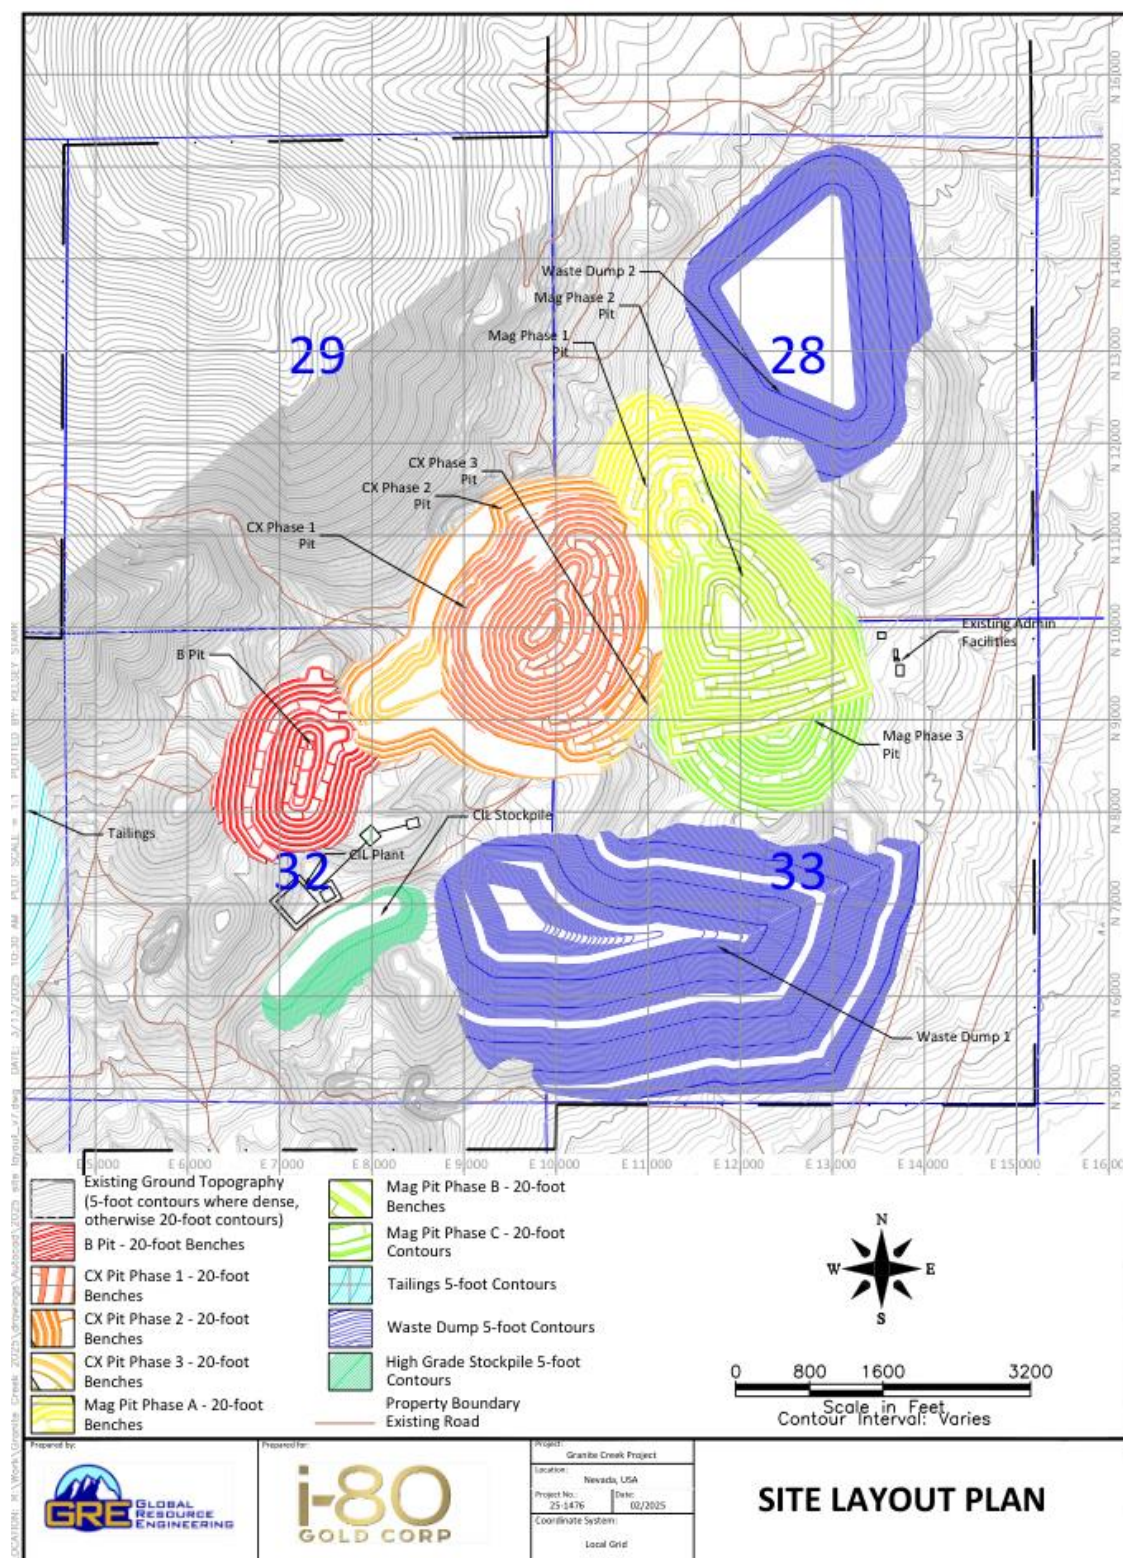 N 16,000
N 15,000
Waste Dump 2
N 14,000
Mag Phase 2
Pit
Mag Phase 1
Pit
29
28
N 13,000
N 12,000
CX Phase 3
Pit
CX Phase 2
Pit
CX Phase 1
Pit
N 11,000
N 10,000
Existing Admin
Facilities
B Pit
N 9,000
Mag Phase 3
Pit
N 8,000
CIL Stockpile
Tailings
CIL Plant
32
33
N 7,000
N 6,000
Waste Dump 1
N 5,000
E 5,000
E 6,000
E 7,000
E 8,000
E 9,000
E 10,000
E 11,000
E 12,000
E 13,000
E 14,000
E 15,000
E 16,000
Existing Ground Topography
(5-foot contours where dense,
otherwise 20-foot contours)
B Pit - 20-foot Benches
CX Pit Phase 1 - 20-foot
Benches
CX Pit Phase 2 - 20-foot
Benches
CX Pit Phase 3 - 20-foot
Benches
Mag Pit Phase A - 20-foot
Benches
Mag Pit Phase B - 20-foot
Benches
Mag Pit Phase C - 20-foot
Contours
Tailings 5-foot Contours
Waste Dump 5-foot Contours
High Grade Stockpile 5-foot
Contours
Property Boundary
Existing Road
N
W E
S
0 800 1600 3200
Scale in Feet
Contour Interval: Varies
Prepared by:
GRE GLOBAL
RESOURCE
ENGINEERING
Prepared for:
i-80
GOLD CORP
Project:
Granite Creek Project
Location:
Nevada, USA
Project No.:
25-1476
Date:
02/2025
Coordinate System:
Local Grid
SITE LAYOUT PLAN